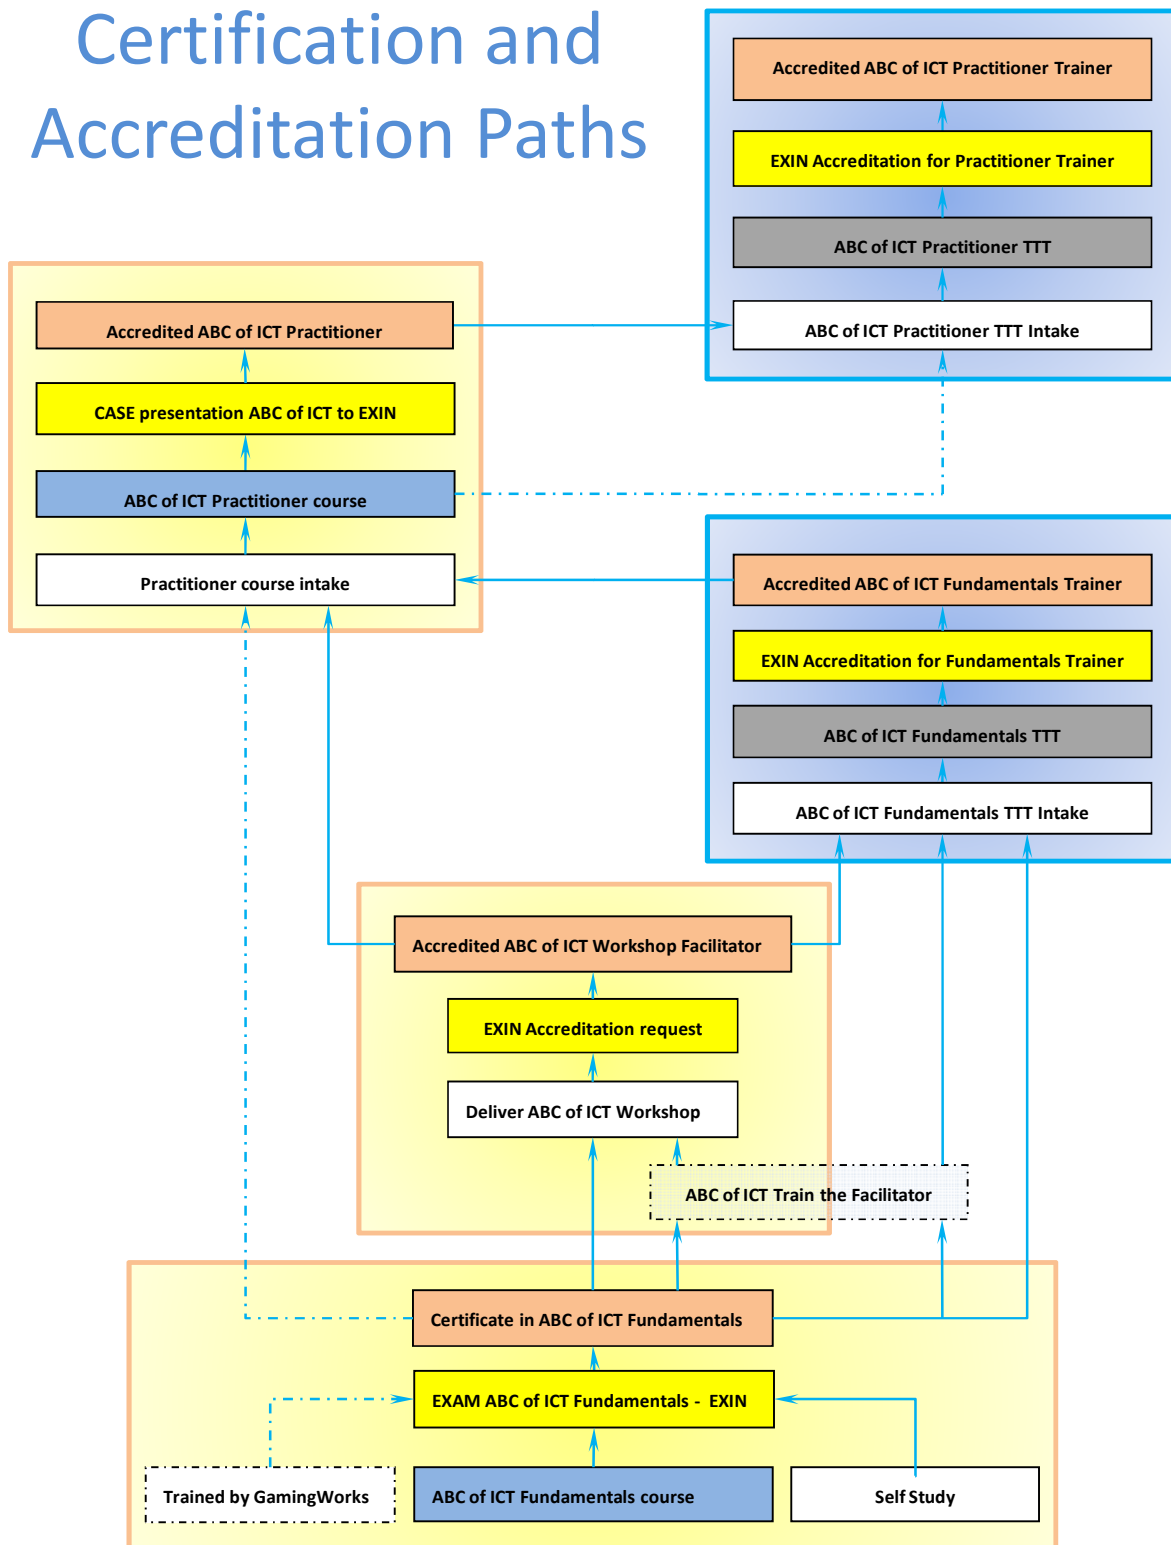 Certification and
Accreditation Paths
Accredited ABC of ICT Practitioner Trainer
EXIN Accreditation for Practitioner Trainer
ABC of ICT Practitioner TTT
ABC of ICT Practitioner TTT Intake
Accredited ABC of ICT Practitioner
CASE presentation ABC of ICT to EXIN
ABC of ICT Practitioner course
Practitioner course intake
Accredited ABC of ICT Fundamentals Trainer
EXIN Accreditation for Fundamentals Trainer
ABC of ICT Fundamentals TTT
ABC of ICT Fundamentals TTT Intake
Accredited ABC of ICT Workshop Facilitator
EXIN Accreditation request
Deliver ABC of ICT Workshop
ABC of ICT Train the Facilitator
Certificate in ABC of ICT Fundamentals
EXAM ABC of ICT Fundamentals - EXIN
Trained by GamingWorks
ABC of ICT Fundamentals course
Self Study